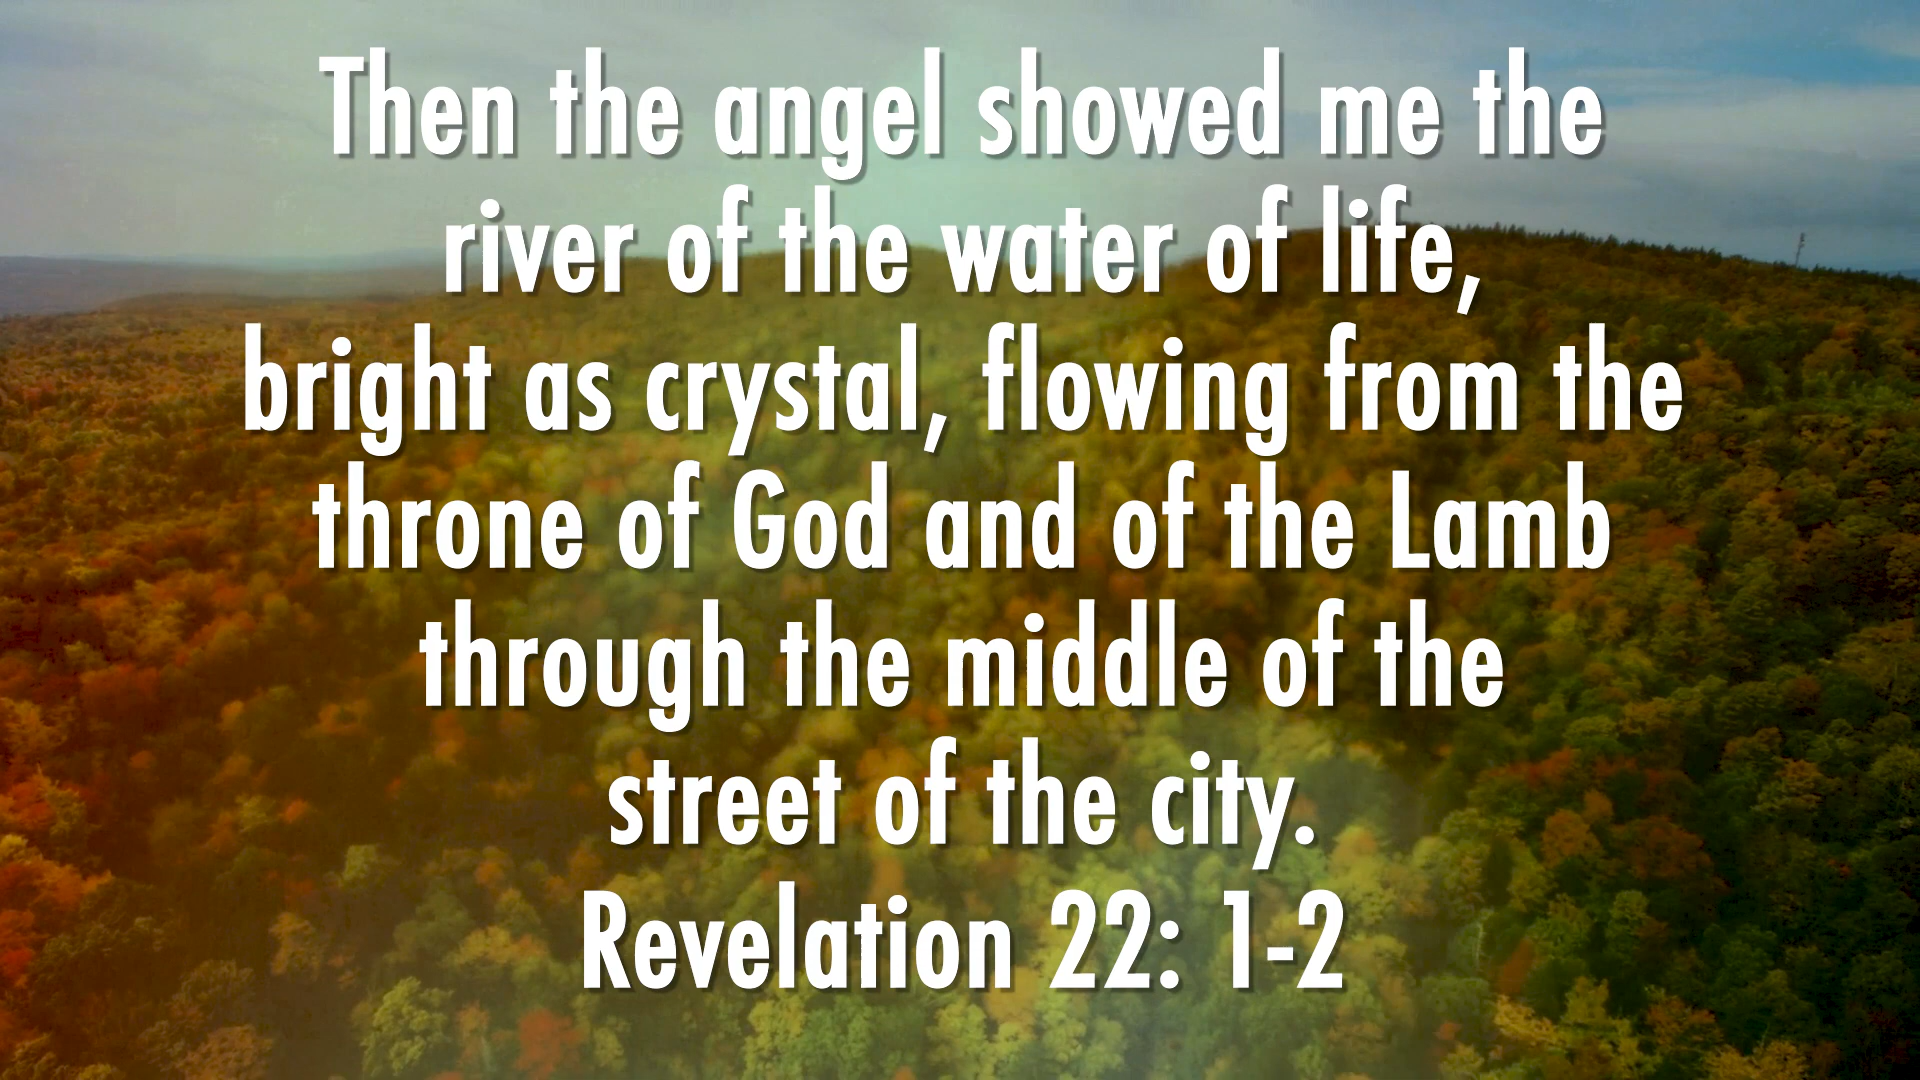 Then the angel showed me the
river of the water of life,
bright as crystal, flowing from the
throne of God and of the Lamb
through the middle of the
street of the city.
Revelation 22: 1-2